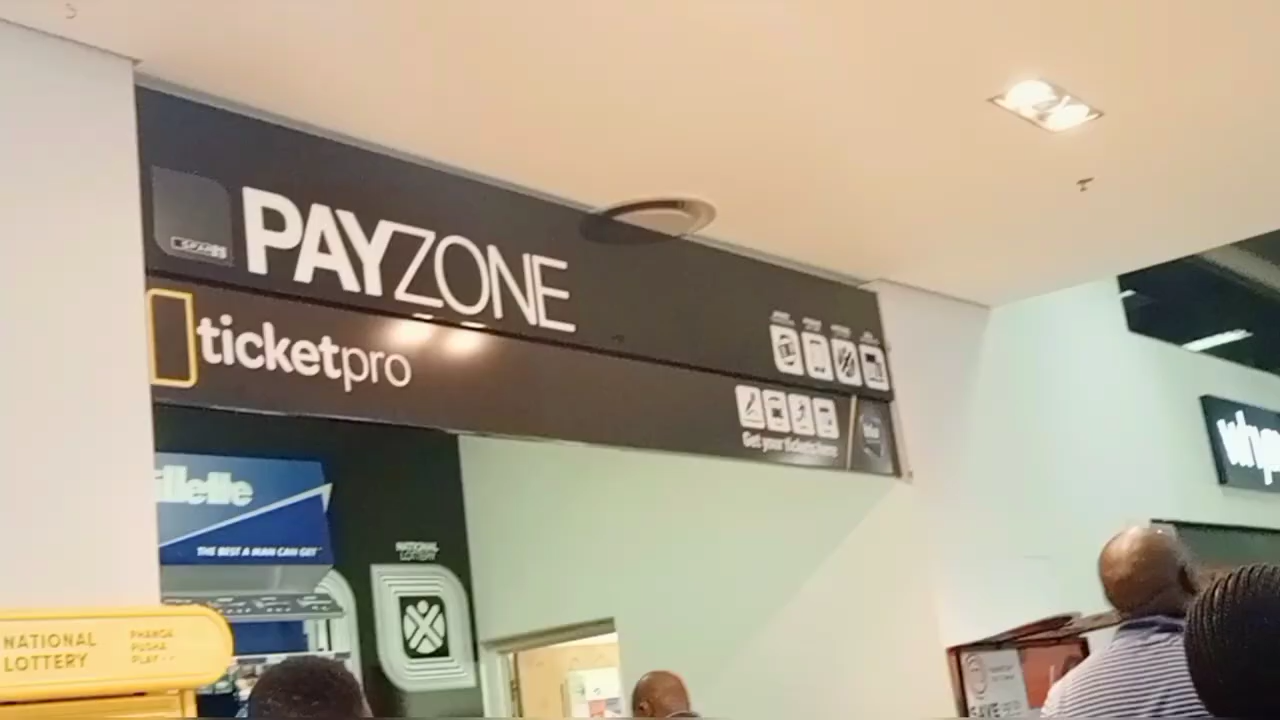 SPAR
PAYZONE
ticketpro
Get your tickets here
illette
THE BEST A MAN CAN GET
NATIONAL
LOTTERY
NATIONAL
LOTTERY
PHANDA
PUSHA
PLAY
SAVE